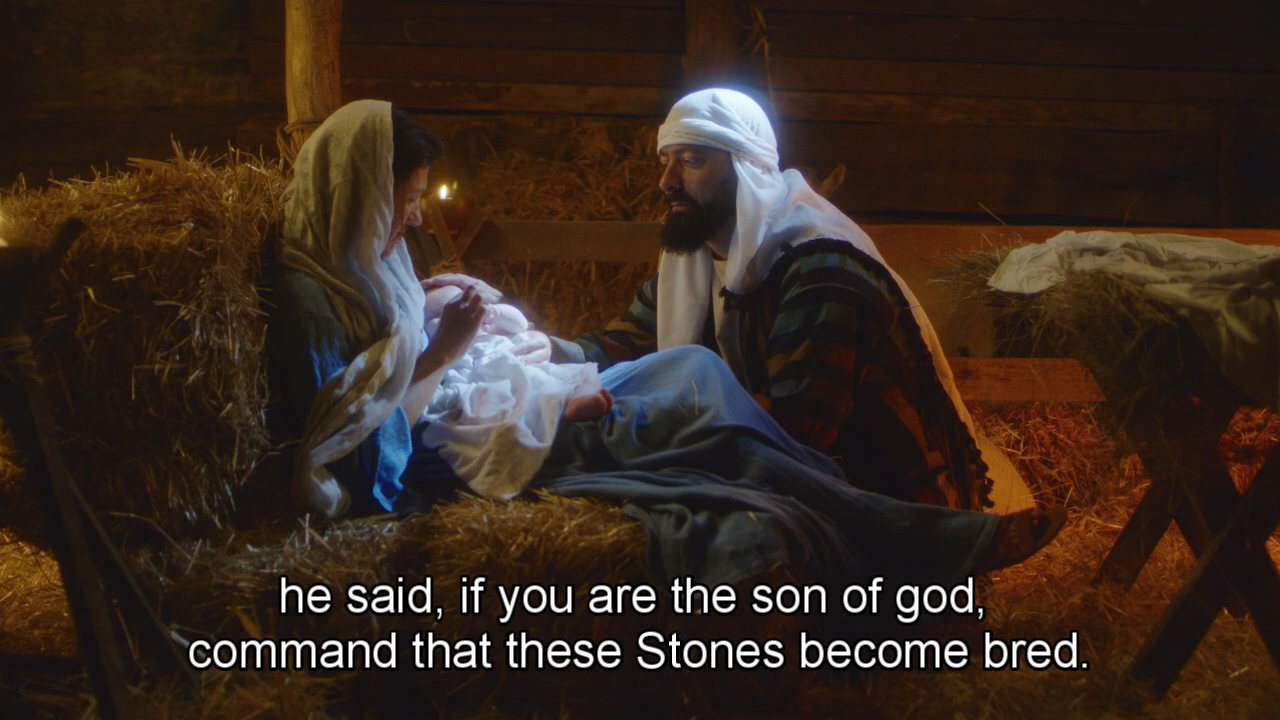 he said, if you are the son of god,
command that these Stones become bred.